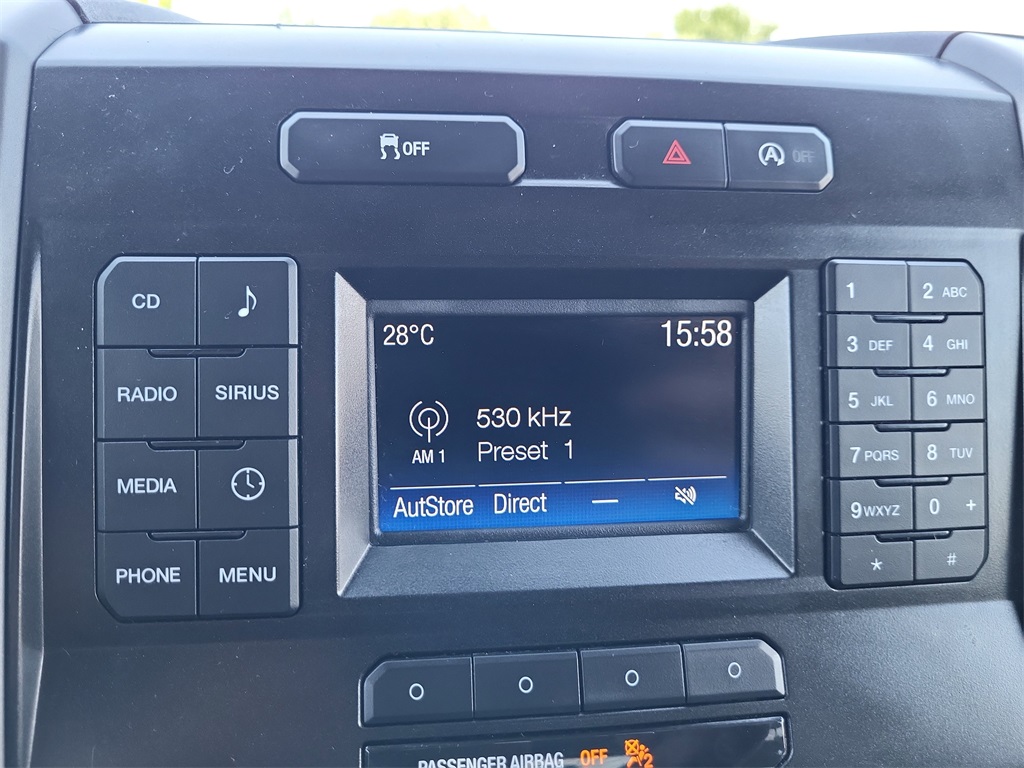 OFF
A OFF
CD
RADIO SIRIUS
MEDIA
PHONE MENU
28°C 15:58
530 kHz
AM 1 Preset 1
AutStore Direct —
1 2 ABC
3 DEF 4 GHI
5 JKL 6 MNO
7 PQRS 8 TUV
9 WXYZ 0 +
* #
PASSENGER AIRBAG OFF 2